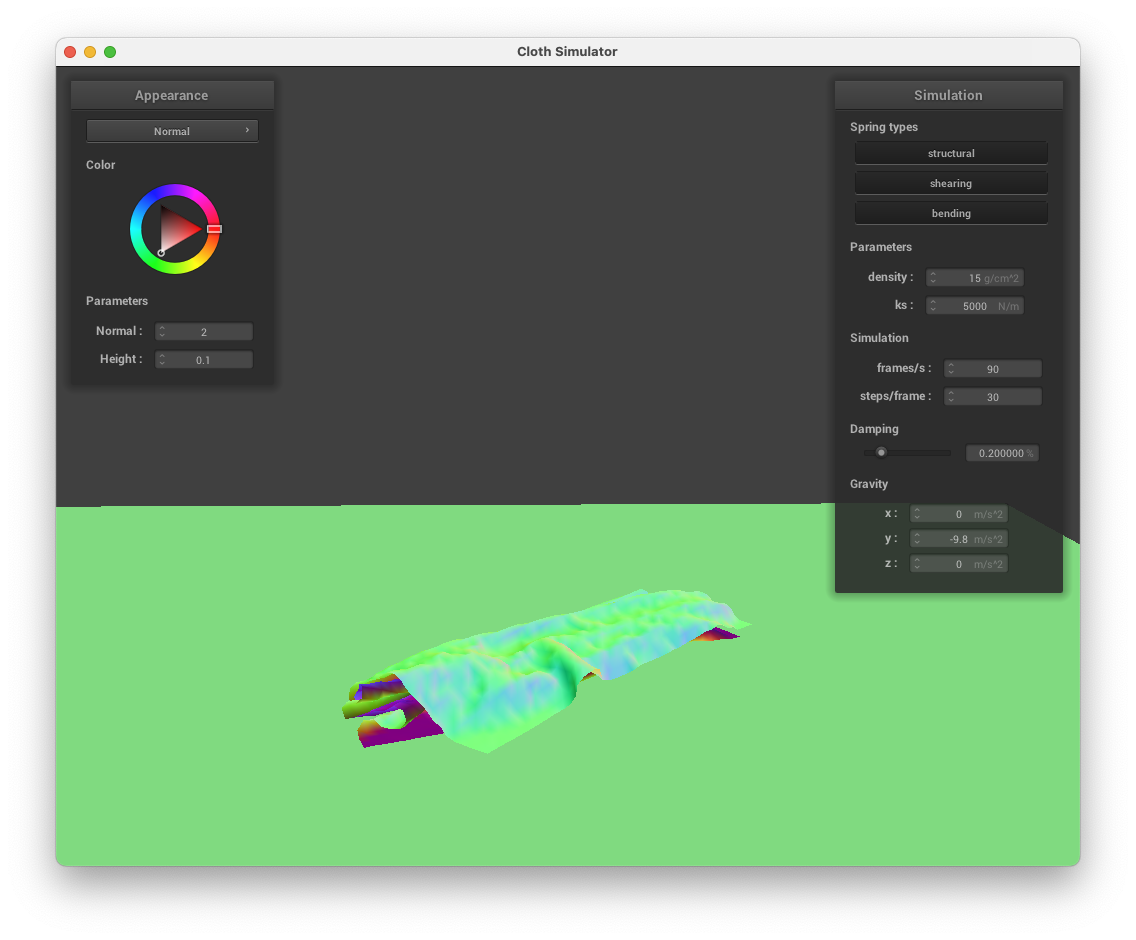 Cloth Simulator
Appearance
Normal
Color
Parameters
Normal : 2
Height : 0.1
Simulation
Spring types
structural
shearing
bending
Parameters
density : 15 g/cm^2
ks : 5000 N/m
Simulation
frames/s : 90
steps/frame : 30
Damping
0.200000 %
Gravity
x : 0 m/s^2
y : -9.8 m/s^2
z : 0 m/s^2